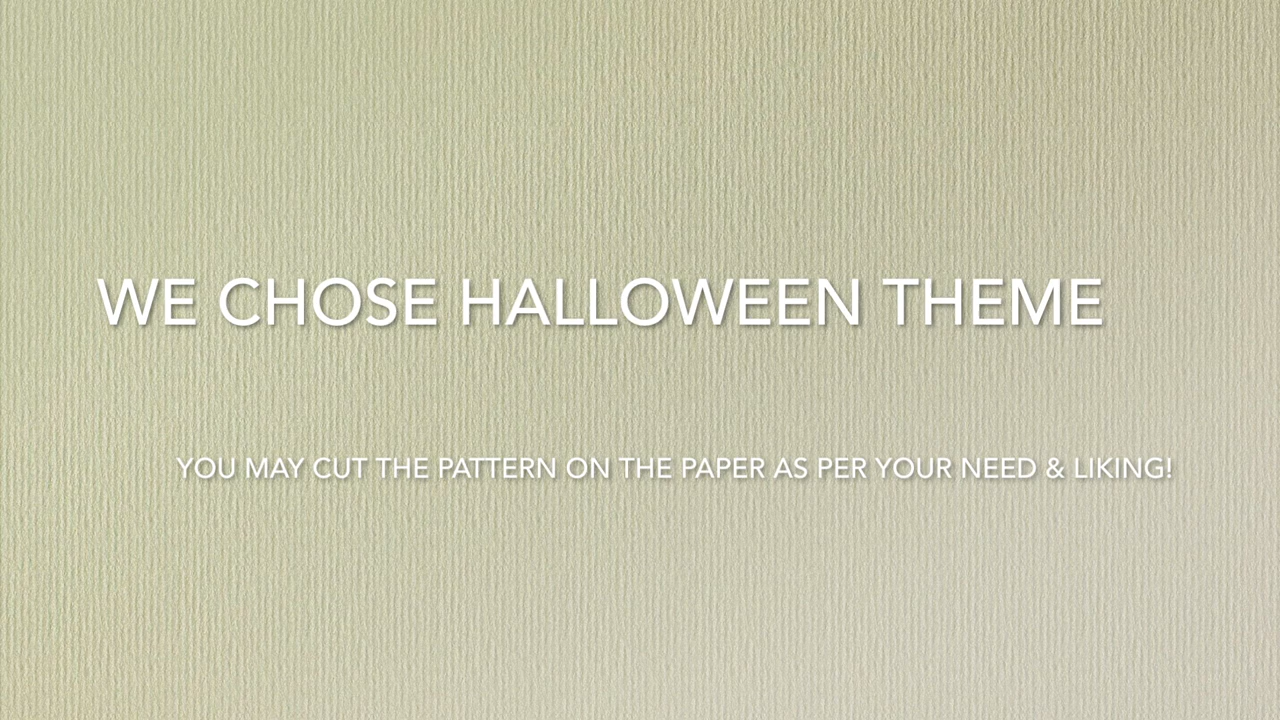 WE CHOSE HALLOWEEN THEME
YOU MAY CUT THE PATTERN ON THE PAPER AS PER YOUR NEED & LIKING!